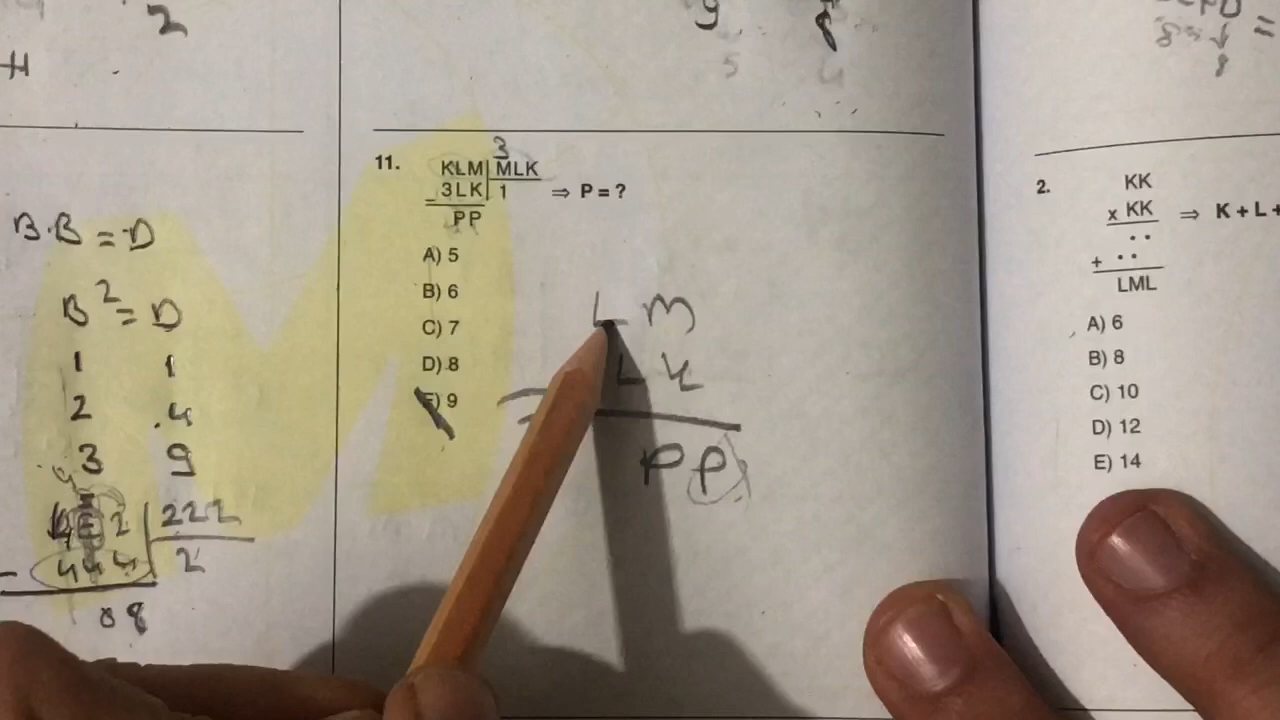 2
B.B = D
B² = D
1 1
2 4
3 9
222
444 2
08
11.
3
KLM MLK
- 3LK 1 ⇒ P = ?
PP
A) 5
B) 6
C) 7
D) 8
E) 9
L M
L K
P P
2.
KK
x KK ⇒ K + L +
. .
+ . .
LML
A) 6
B) 8
C) 10
D) 12
E) 14